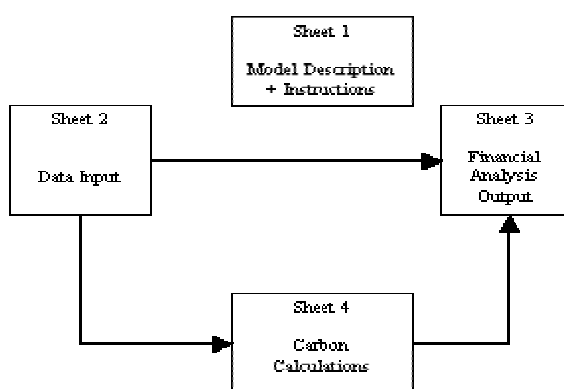 Sheet 1
Model Description
+ Instructions
Sheet 2
Data Input
Sheet 3
Financial
Analysis
Output
Sheet 4
Carbon
Calculations